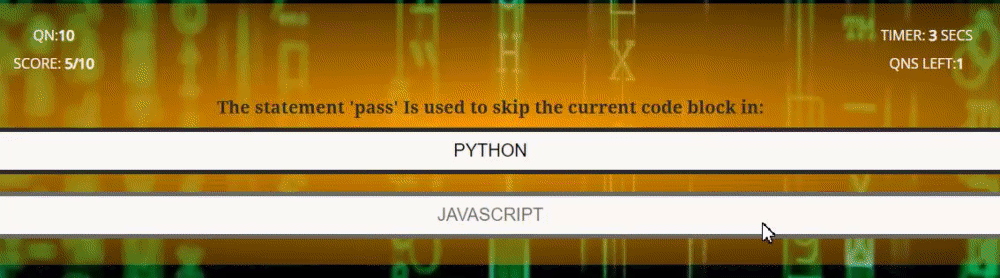 QN:10
TIMER: 3 SECS
SCORE: 5/10
QNS LEFT:1
The statement 'pass' Is used to skip the current code block in:
PYTHON
JAVASCRIPT